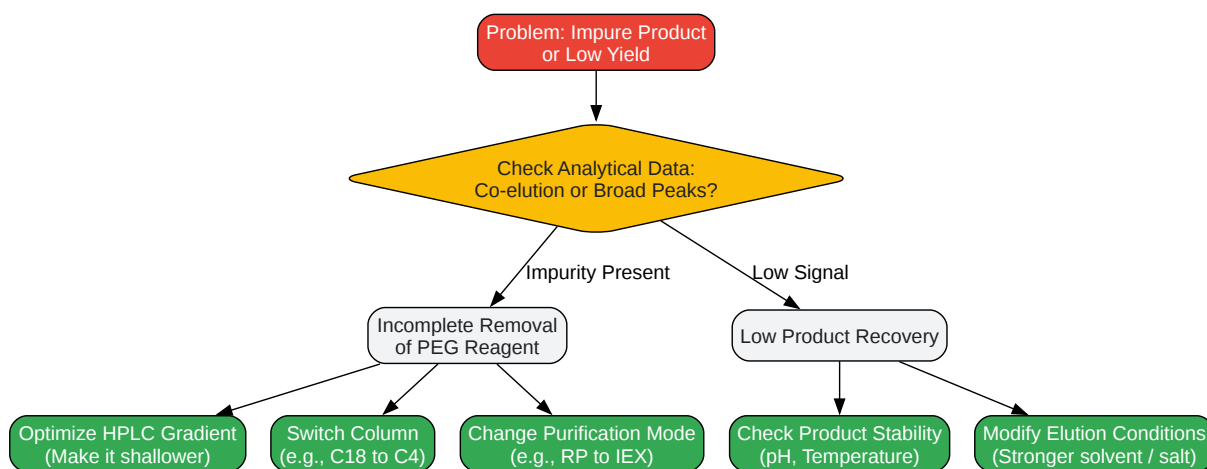 Problem: Impure Product
or Low Yield
Check Analytical Data:
Co-elution or Broad Peaks?
Impurity Present
Low Signal
Incomplete Removal
of PEG Reagent
Low Product Recovery
Optimize HPLC Gradient
(Make it shallower)
Switch Column
(e.g., C18 to C4)
Change Purification Mode
(e.g., RP to IEX)
Check Product Stability
(pH, Temperature)
Modify Elution Conditions
(Stronger solvent / salt)